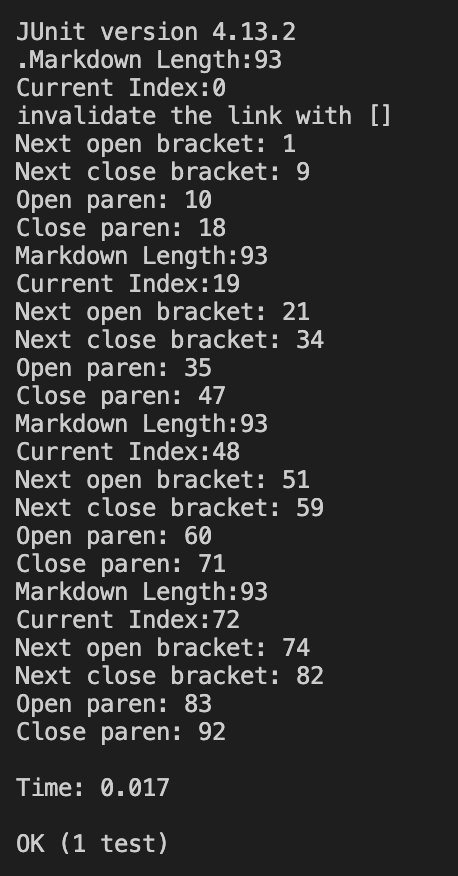 JUnit version 4.13.2
.Markdown Length:93
Current Index:0
invalidate the link with []
Next open bracket: 1
Next close bracket: 9
Open paren: 10
Close paren: 18
Markdown Length:93
Current Index:19
Next open bracket: 21
Next close bracket: 34
Open paren: 35
Close paren: 47
Markdown Length:93
Current Index:48
Next open bracket: 51
Next close bracket: 59
Open paren: 60
Close paren: 71
Markdown Length:93
Current Index:72
Next open bracket: 74
Next close bracket: 82
Open paren: 83
Close paren: 92
Time: 0.017
OK (1 test)